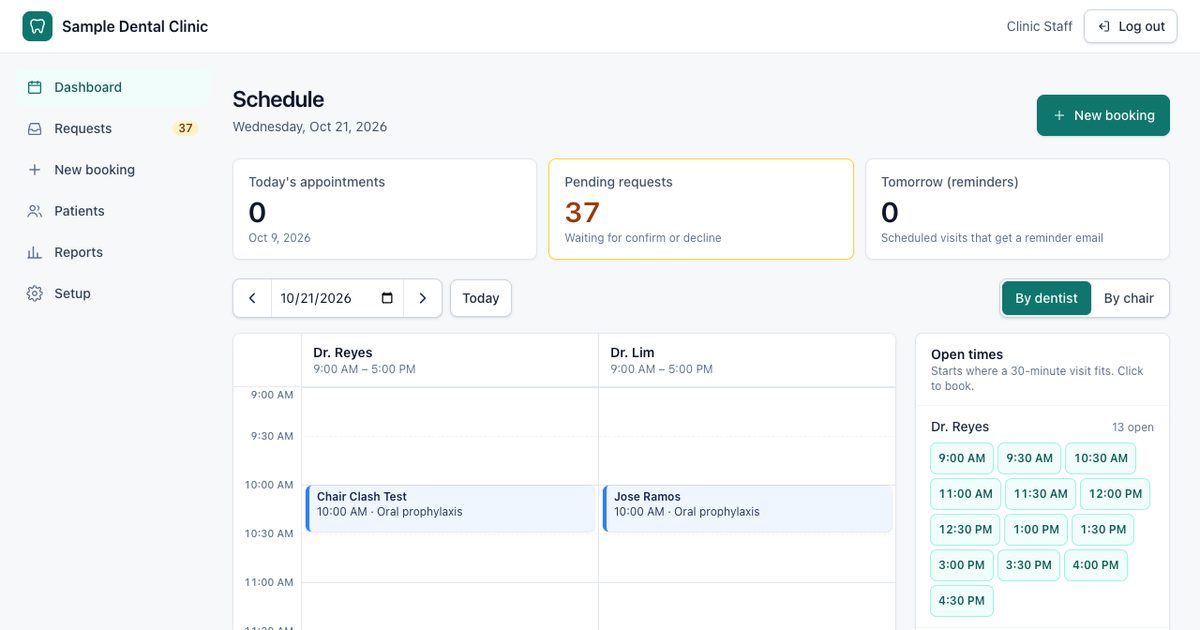 Sample Dental Clinic
Clinic Staff
Log out
Dashboard
Requests 37
New booking
Patients
Reports
Setup
Schedule
Wednesday, Oct 21, 2026
+ New booking
Today's appointments
0
Oct 9, 2026
Pending requests
37
Waiting for confirm or decline
Tomorrow (reminders)
0
Scheduled visits that get a reminder email
10/21/2026
Today
By dentist
By chair
Dr. Reyes
9:00 AM – 5:00 PM
Dr. Lim
9:00 AM – 5:00 PM
9:00 AM
9:30 AM
10:00 AM
Chair Clash Test
10:00 AM · Oral prophylaxis
Jose Ramos
10:00 AM · Oral prophylaxis
10:30 AM
11:00 AM
11:30 AM
Open times
Starts where a 30-minute visit fits. Click
to book.
Dr. Reyes 13 open
9:00 AM 9:30 AM 10:30 AM
11:00 AM 11:30 AM 12:00 PM
12:30 PM 1:00 PM 1:30 PM
3:00 PM 3:30 PM 4:00 PM
4:30 PM